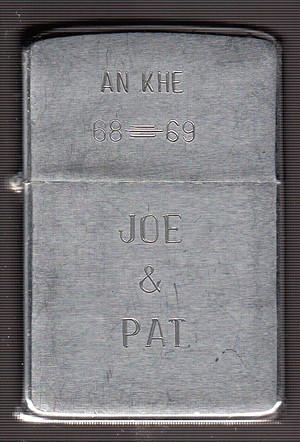 AN KHE
68=69
JOE
&
PAT